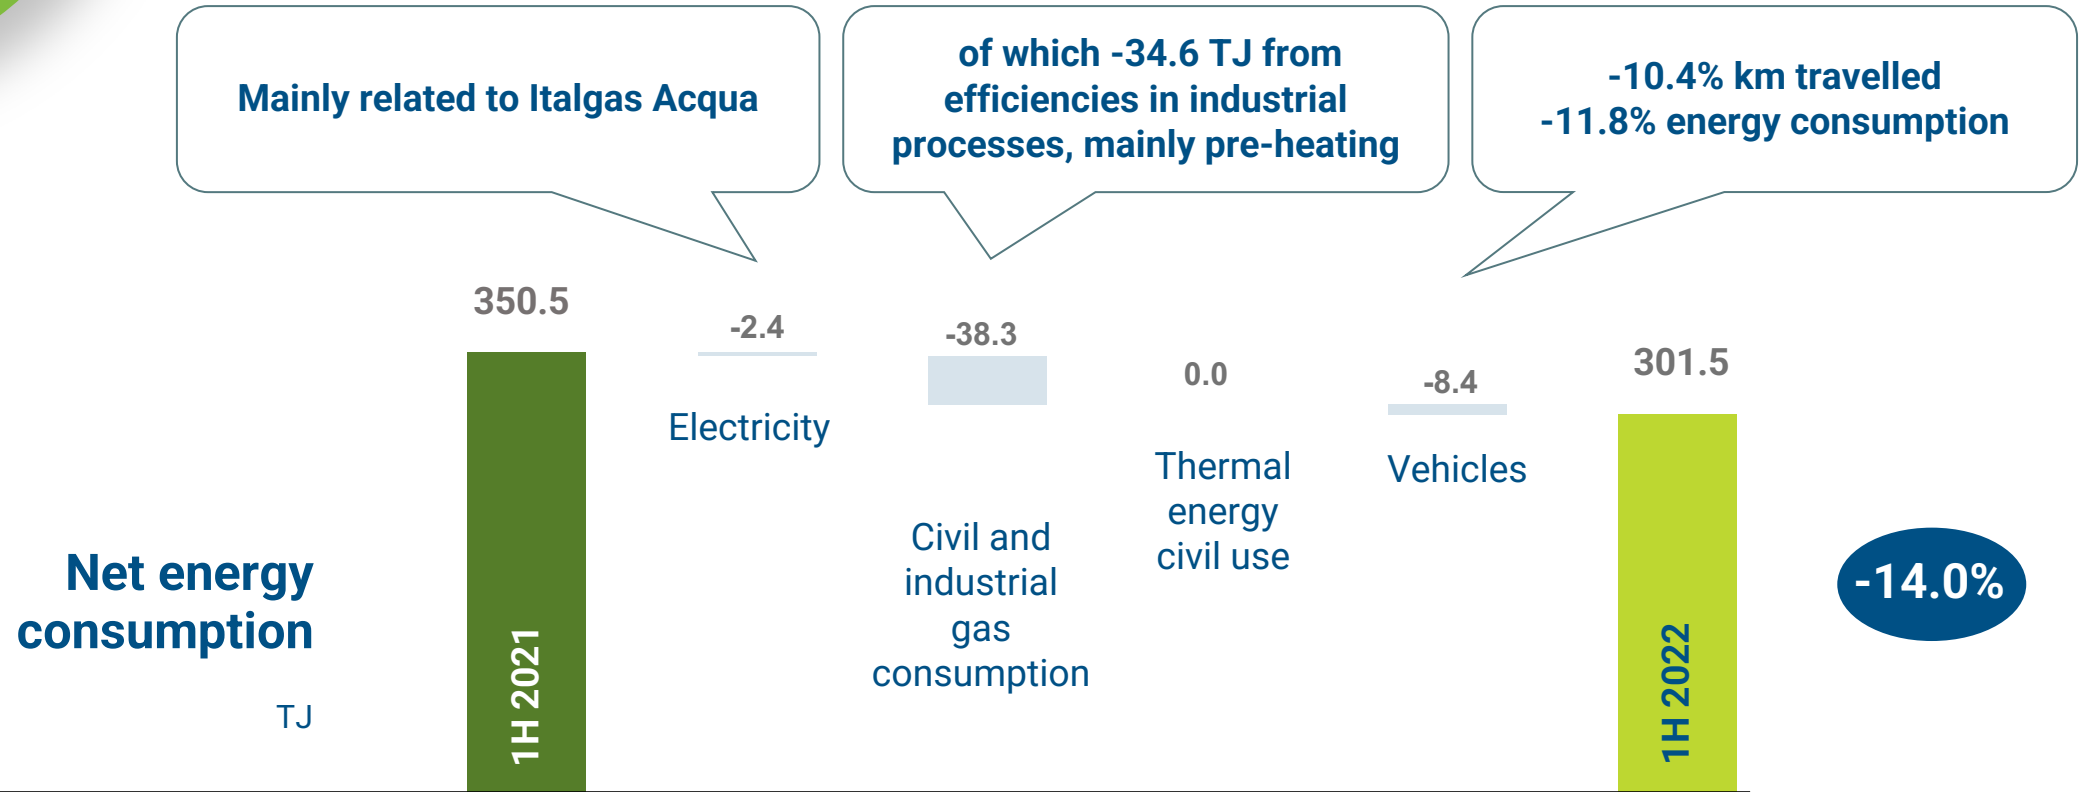 Mainly related to Italgas Acqua
of which -34.6 TJ from
efficiencies in industrial
processes, mainly pre-heating
-10.4% km travelled
-11.8% energy consumption
350.5
-2.4
-38.3
0.0
-8.4
301.5
Electricity
Civil and
industrial
gas
consumption
Thermal
energy
civil use
Vehicles
Net energy
consumption
TJ
1H 2021
1H 2022
-14.0%